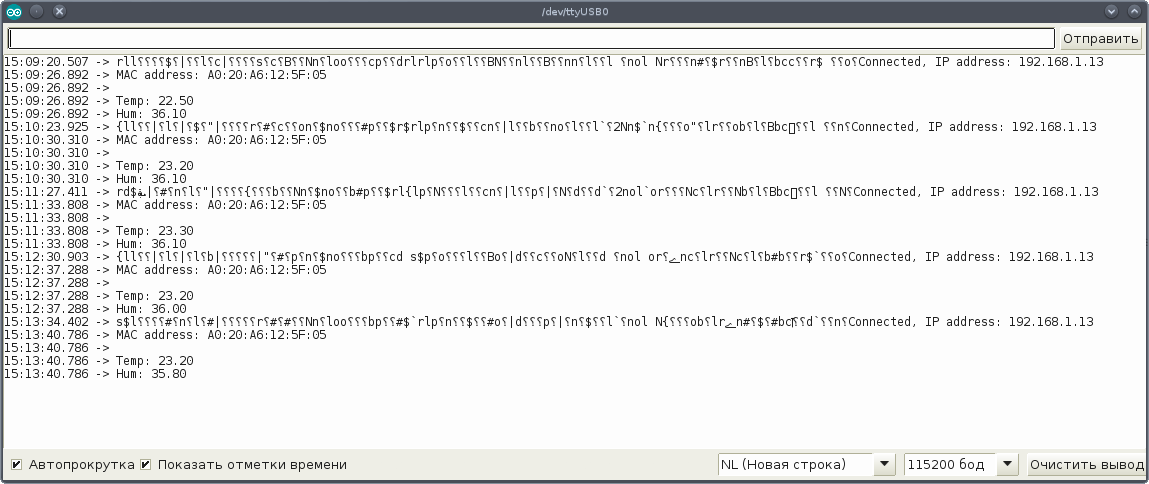 /dev/ttyUSB0
Отправить
15:09:20.507 -> Connected, IP address: 192.168.1.13
15:09:26.892 -> MAC address: A0:20:A6:12:5F:05
15:09:26.892 ->
15:09:26.892 -> Temp: 22.50
15:09:26.892 -> Hum: 36.10
15:10:23.925 -> Connected, IP address: 192.168.1.13
15:10:30.310 -> MAC address: A0:20:A6:12:5F:05
15:10:30.310 ->
15:10:30.310 -> Temp: 23.20
15:10:30.310 -> Hum: 36.10
15:11:27.411 -> Connected, IP address: 192.168.1.13
15:11:33.808 -> MAC address: A0:20:A6:12:5F:05
15:11:33.808 ->
15:11:33.808 -> Temp: 23.30
15:11:33.808 -> Hum: 36.10
15:12:30.903 -> Connected, IP address: 192.168.1.13
15:12:37.288 -> MAC address: A0:20:A6:12:5F:05
15:12:37.288 ->
15:12:37.288 -> Temp: 23.20
15:12:37.288 -> Hum: 36.00
15:13:34.402 -> Connected, IP address: 192.168.1.13
15:13:40.786 -> MAC address: A0:20:A6:12:5F:05
15:13:40.786 ->
15:13:40.786 -> Temp: 23.20
15:13:40.786 -> Hum: 35.80
Автопрокрутка Показать отметки времени NL (Новая строка) 115200 бод Очистить вывод